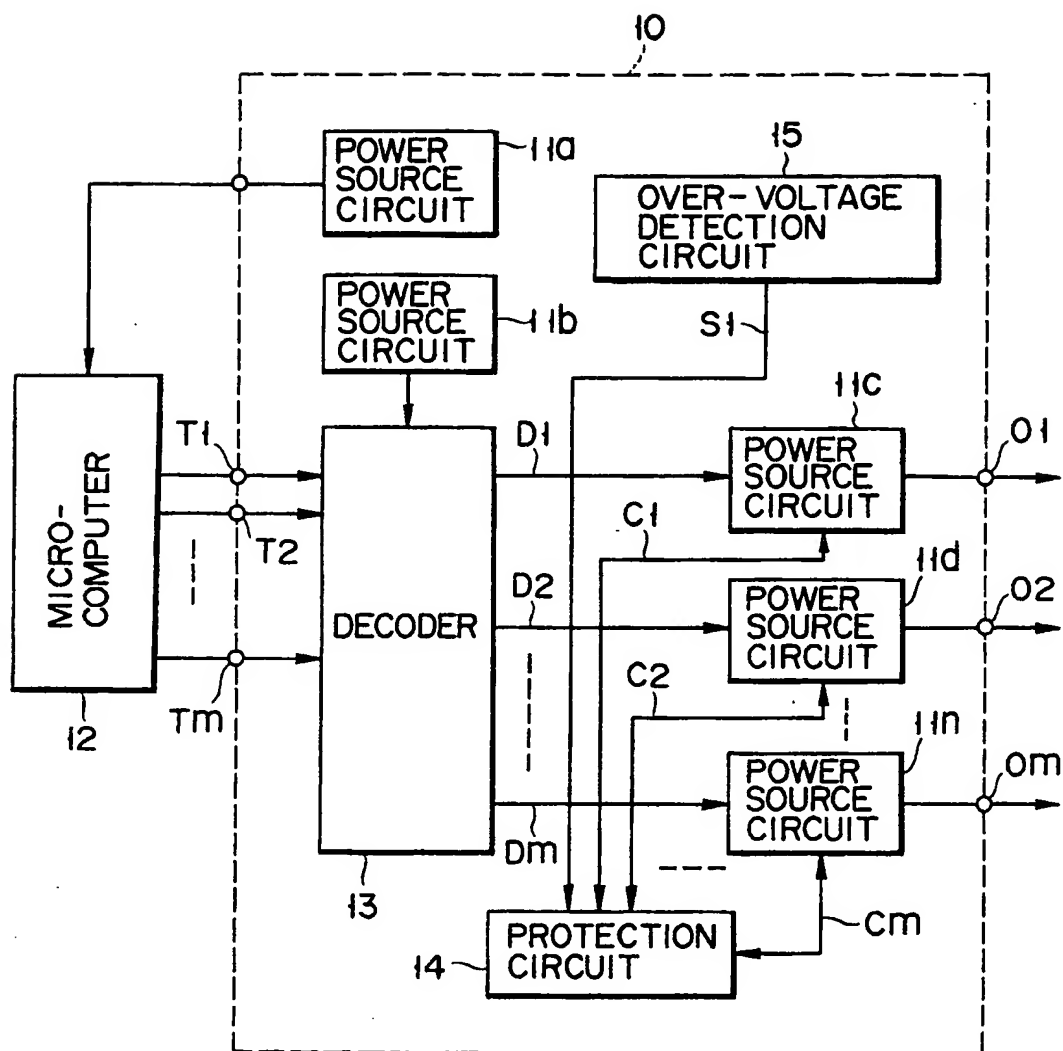 10
POWER
SOURCE
CIRCUIT
11a
15
OVER-VOLTAGE
DETECTION
CIRCUIT
POWER
SOURCE
CIRCUIT
11b
S1
MICRO-
COMPUTER
12
T1
T2
Tm
DECODER
13
D1
D2
Dm
C1
C2
Cm
11c
POWER
SOURCE
CIRCUIT
O1
11d
POWER
SOURCE
CIRCUIT
O2
11n
POWER
SOURCE
CIRCUIT
Om
14
PROTECTION
CIRCUIT